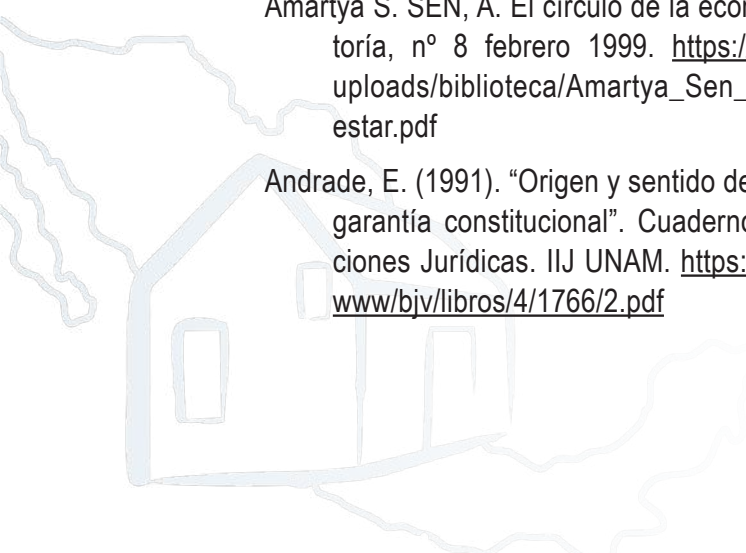 Amartya S. SEN, A. El círculo de la econ
toría, nº 8 febrero 1999. https:/
uploads/biblioteca/Amartya_Sen_
estar.pdf
Andrade, E. (1991). “Origen y sentido de
garantía constitucional”. Cuaderno
ciones Jurídicas. IIJ UNAM. https:
www/bjv/libros/4/1766/2.pdf